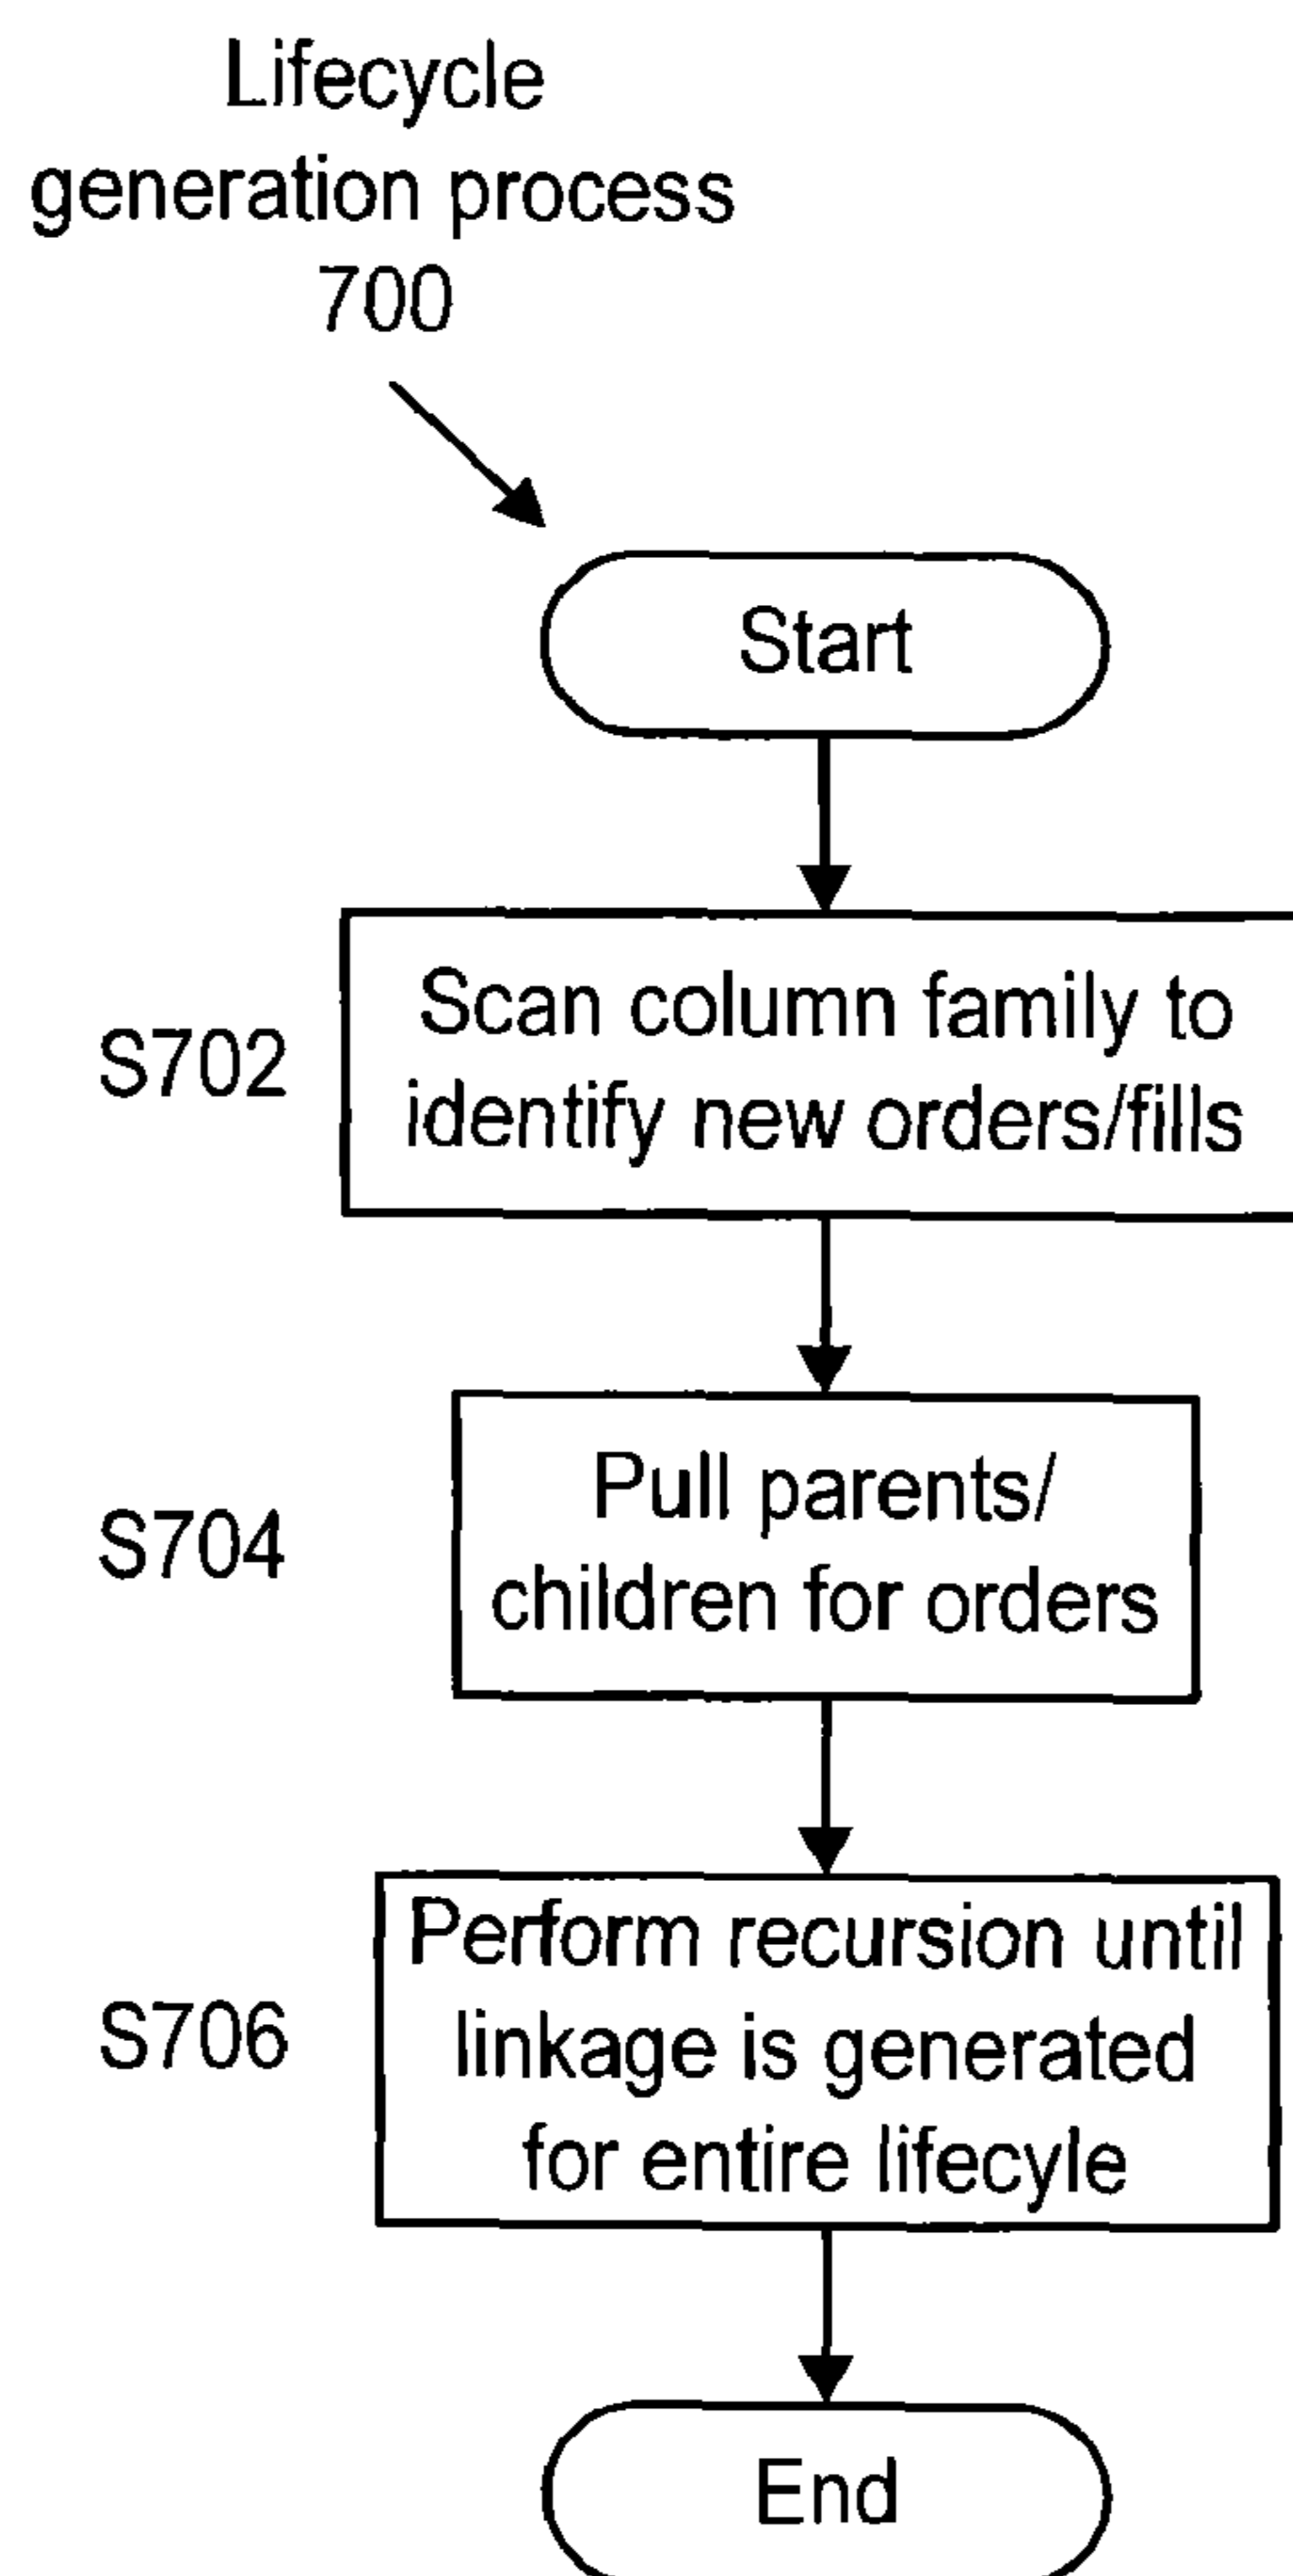 Lifecycle
generation process
700
Start
S702
Scan column family to
identify new orders/fills
S704
Pull parents/
children for orders
S706
Perform recursion until
linkage is generated
for entire lifecyle
End